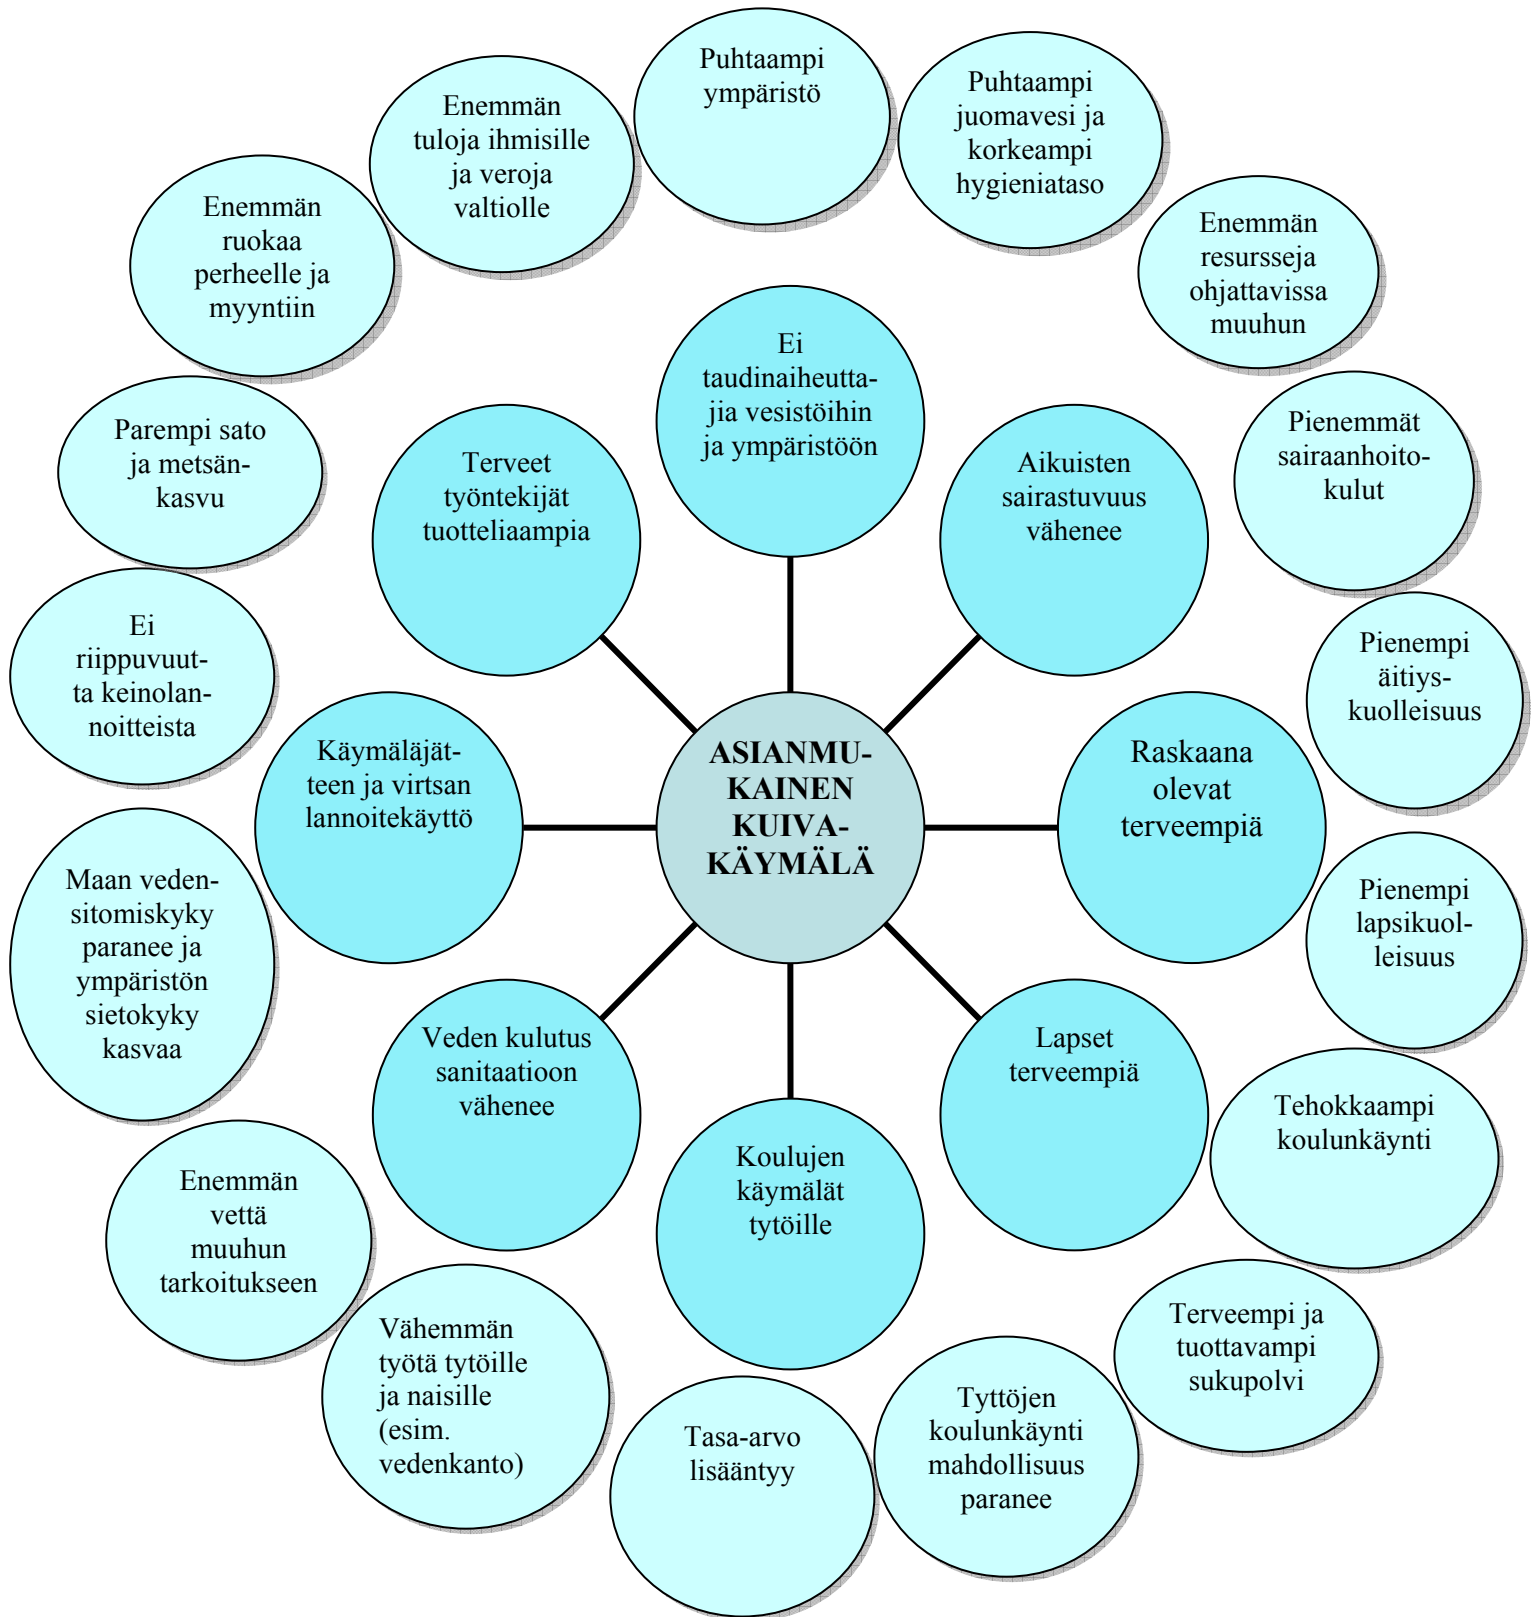 Puhtaampi
ympäristö
Puhtaampi
juomavesi ja
korkeampi
hygieniataso
Enemmän
resursseja
ohjattavissa
muuhun
Pienemmät
sairaanhoito-
kulut
Pienempi
äitiys-
kuolleisuus
Pienempi
lapsikuol-
leisuus
Tehokkaampi
koulunkäynti
Terveempi ja
tuottavampi
sukupolvi
Tyttöjen
koulunkäynti
mahdollisuus
paranee
Tasa-arvo
lisääntyy
Vähemmän
työtä tytöille
ja naisille
(esim.
vedenkanto)
Enemmän
vettä
muuhun
tarkoitukseen
Maan veden-
sitomiskyky
paranee ja
ympäristön
sietokyky
kasvaa
Ei
riippuvuut-
ta keinolan-
noitteista
Parempi sato
ja metsän-
kasvu
Enemmän
ruokaa
perheelle ja
myyntiin
Enemmän
tuloja ihmisille
ja veroja
valtiolle
Ei
taudinaiheutta-
jia vesistöihin
ja ympäristöön
Aikuisten
sairastuvuus
vähenee
Raskaana
olevat
terveempiä
Lapset
terveempiä
Koulujen
käymälät
tytöille
Veden kulutus
sanitaatioon
vähenee
Käymäläjät-
teen ja virtsan
lannoitekäyttö
Terveet
työntekijät
tuotteliaampia
ASIANMU-
KAINEN
KUIVA-
KÄYMÄLÄ